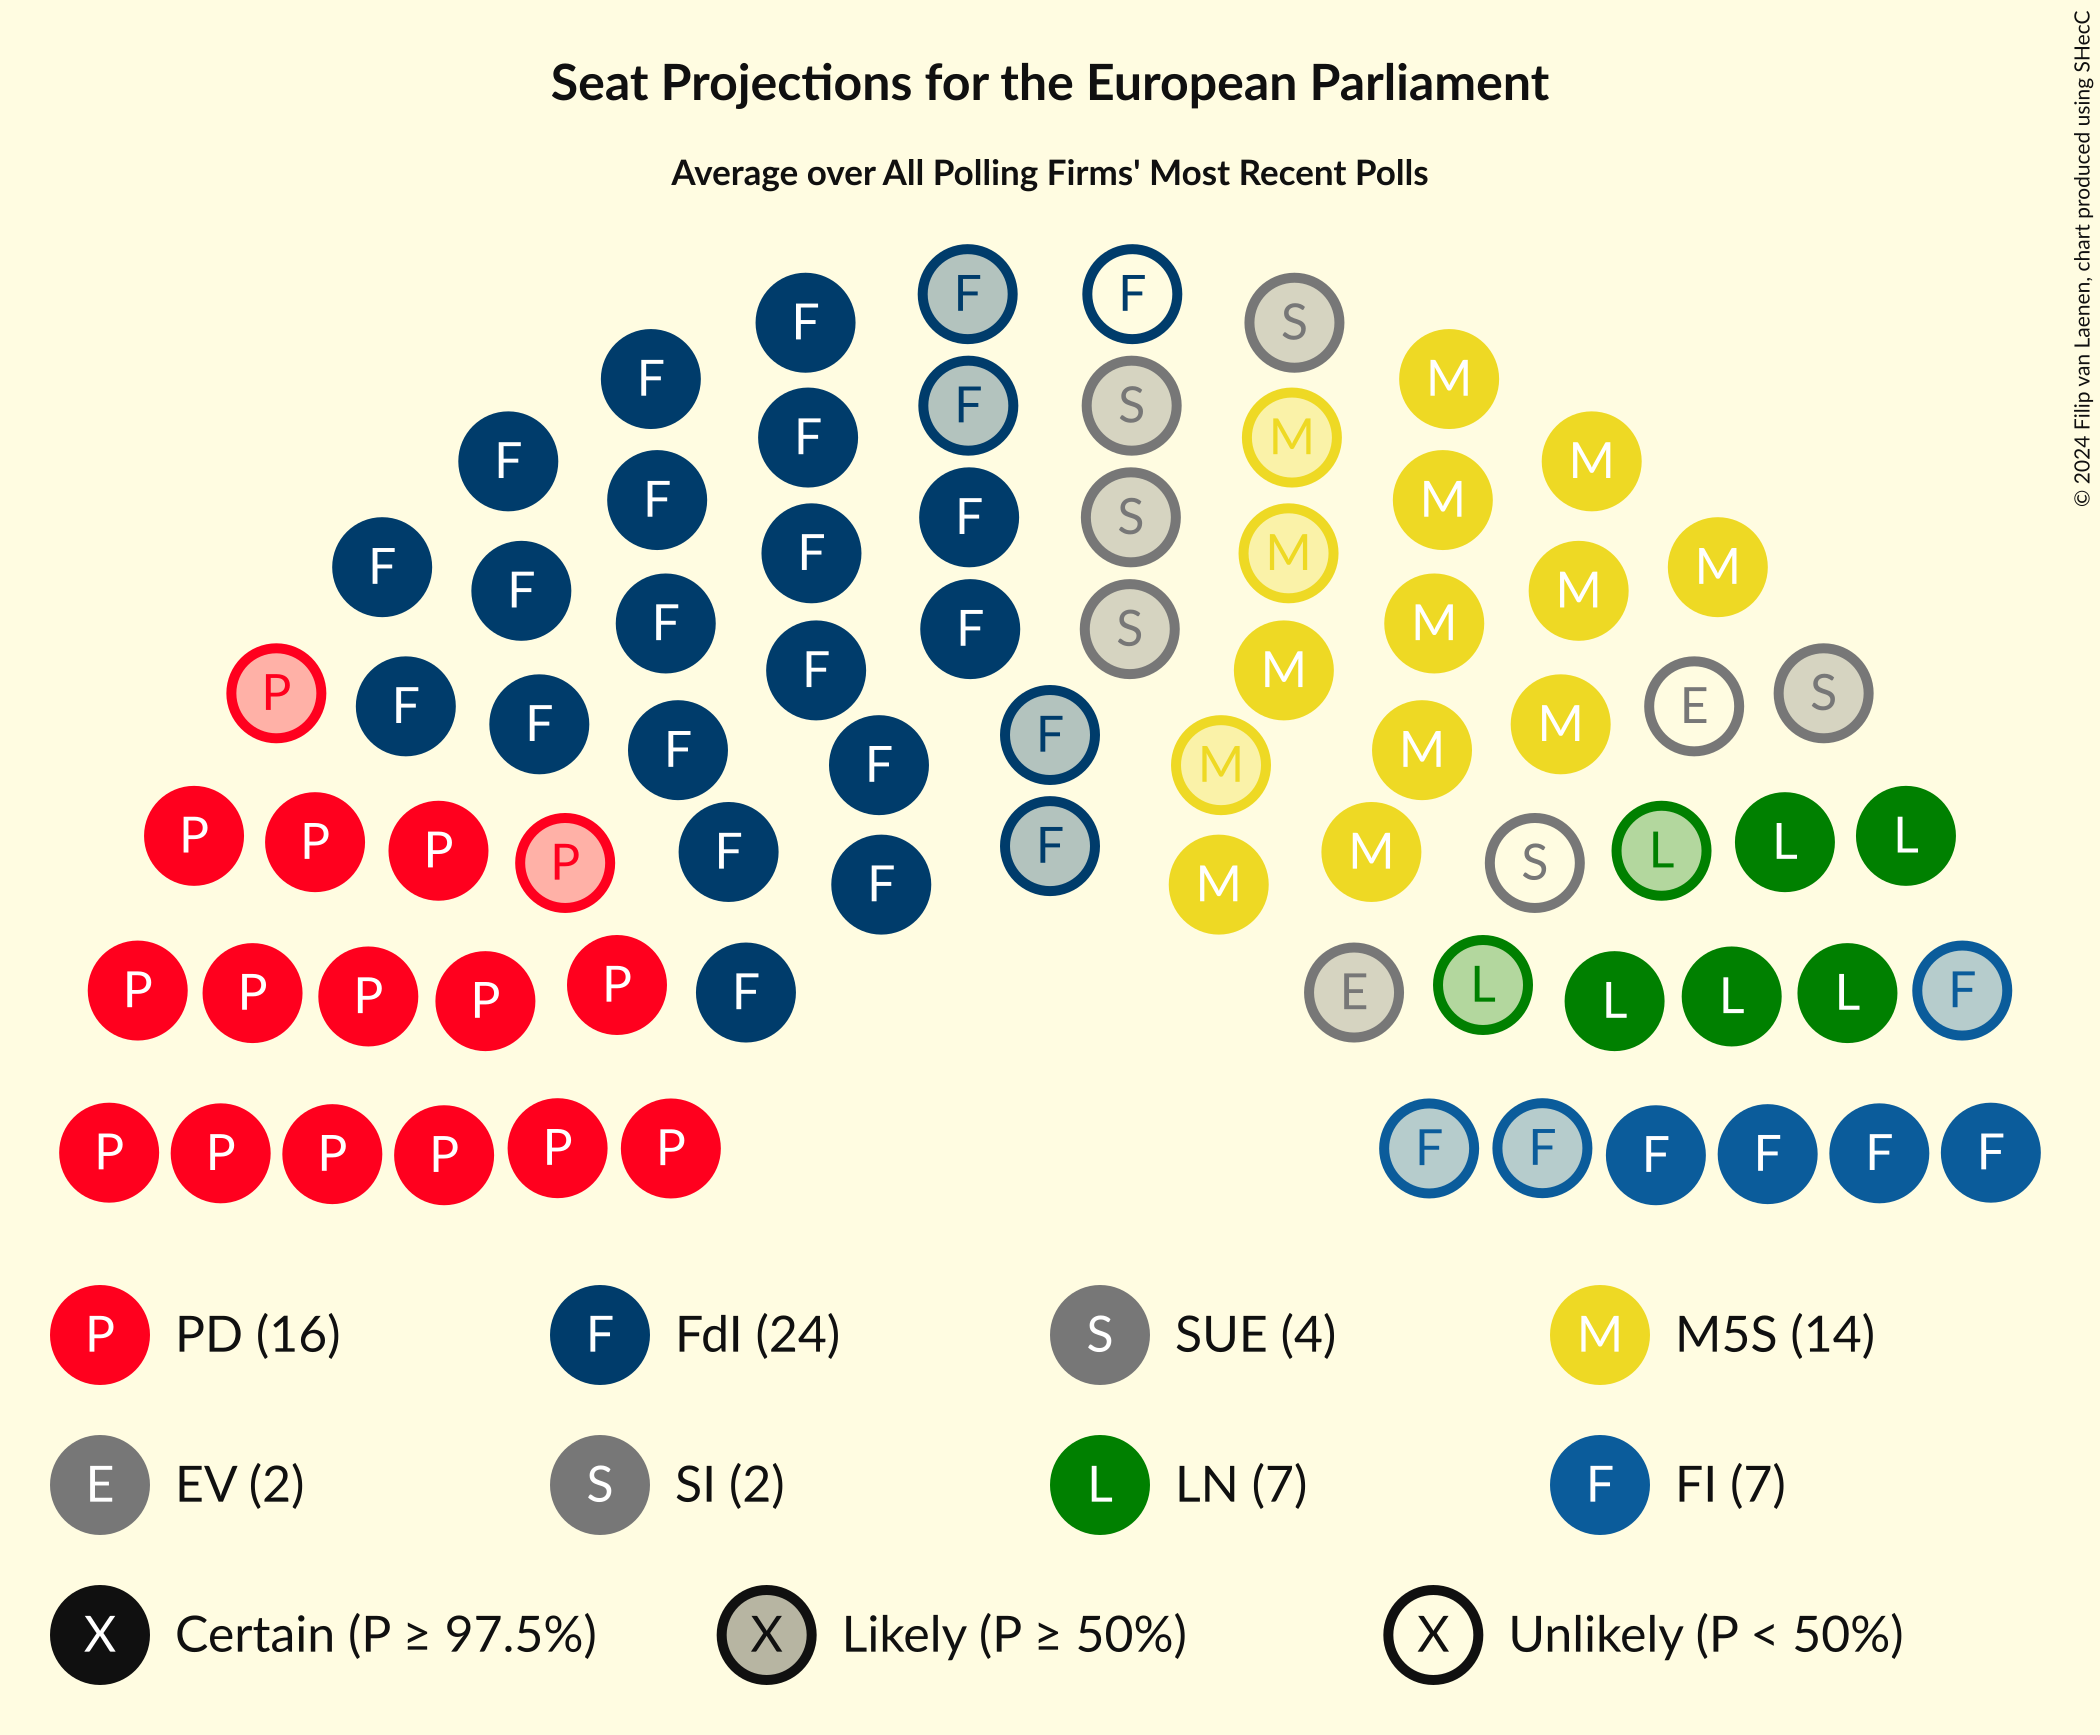 Seat Projections for the European Parliament
Average over All Polling Firms' Most Recent Polls
© 2024 Filip van Laenen, chart produced using SHecC
F F
F S
F F S M
F F M
F S M
F F M M
F F S M
F F M M
F F S M
P F F F M M E S
F F M
P P P P F F F M M S L L L
P P P P P F E L L L L F
P P P P P P F F F F F F
P PD (16) F FdI (24) S SUE (4) M M5S (14)
E EV (2) S SI (2) L LN (7) F FI (7)
X Certain (P ≥ 97.5%) X Likely (P ≥ 50%) X Unlikely (P < 50%)